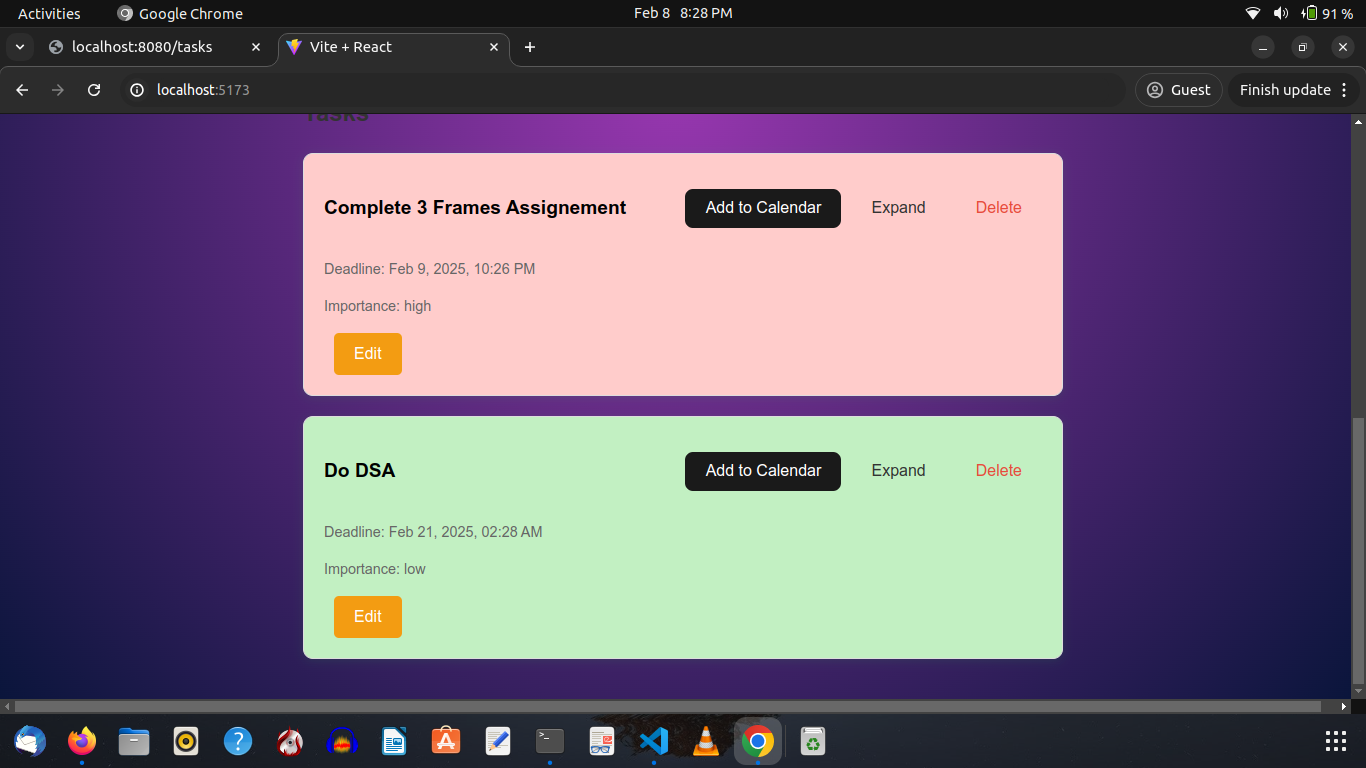 Activities Google Chrome Feb 8 8:28 PM 91 %
localhost:8080/tasks Vite + React
localhost:5173 Guest Finish update
Tasks
Complete 3 Frames Assignement Add to Calendar Expand Delete
Deadline: Feb 9, 2025, 10:26 PM
Importance: high
Edit
Do DSA Add to Calendar Expand Delete
Deadline: Feb 21, 2025, 02:28 AM
Importance: low
Edit